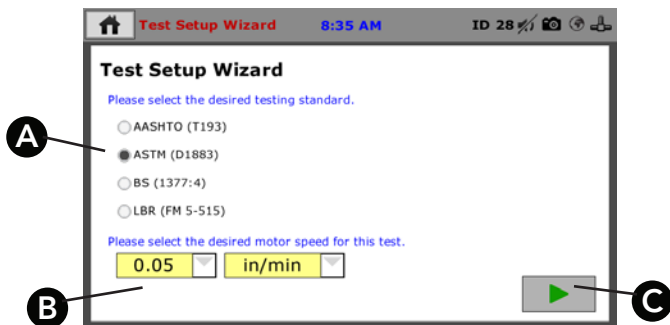 Test Setup Wizard 8:35 AM ID 28
Test Setup Wizard
Please select the desired testing standard.
AASHTO (T193)
A
ASTM (D1883)
BS (1377:4)
LBR (FM 5-515)
Please select the desired motor speed for this test.
0.05 in/min
B
C